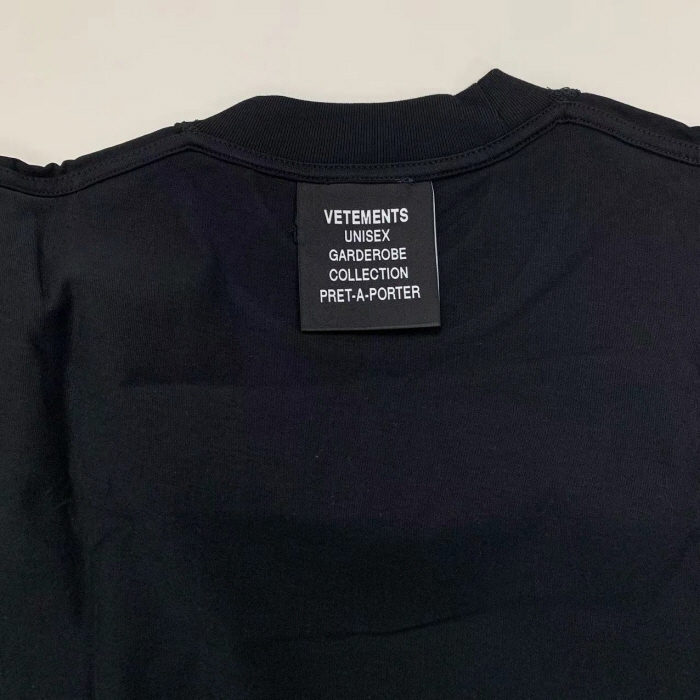 VETEMENTS
UNISEX
GARDEROBE
COLLECTION
PRET-A-PORTER